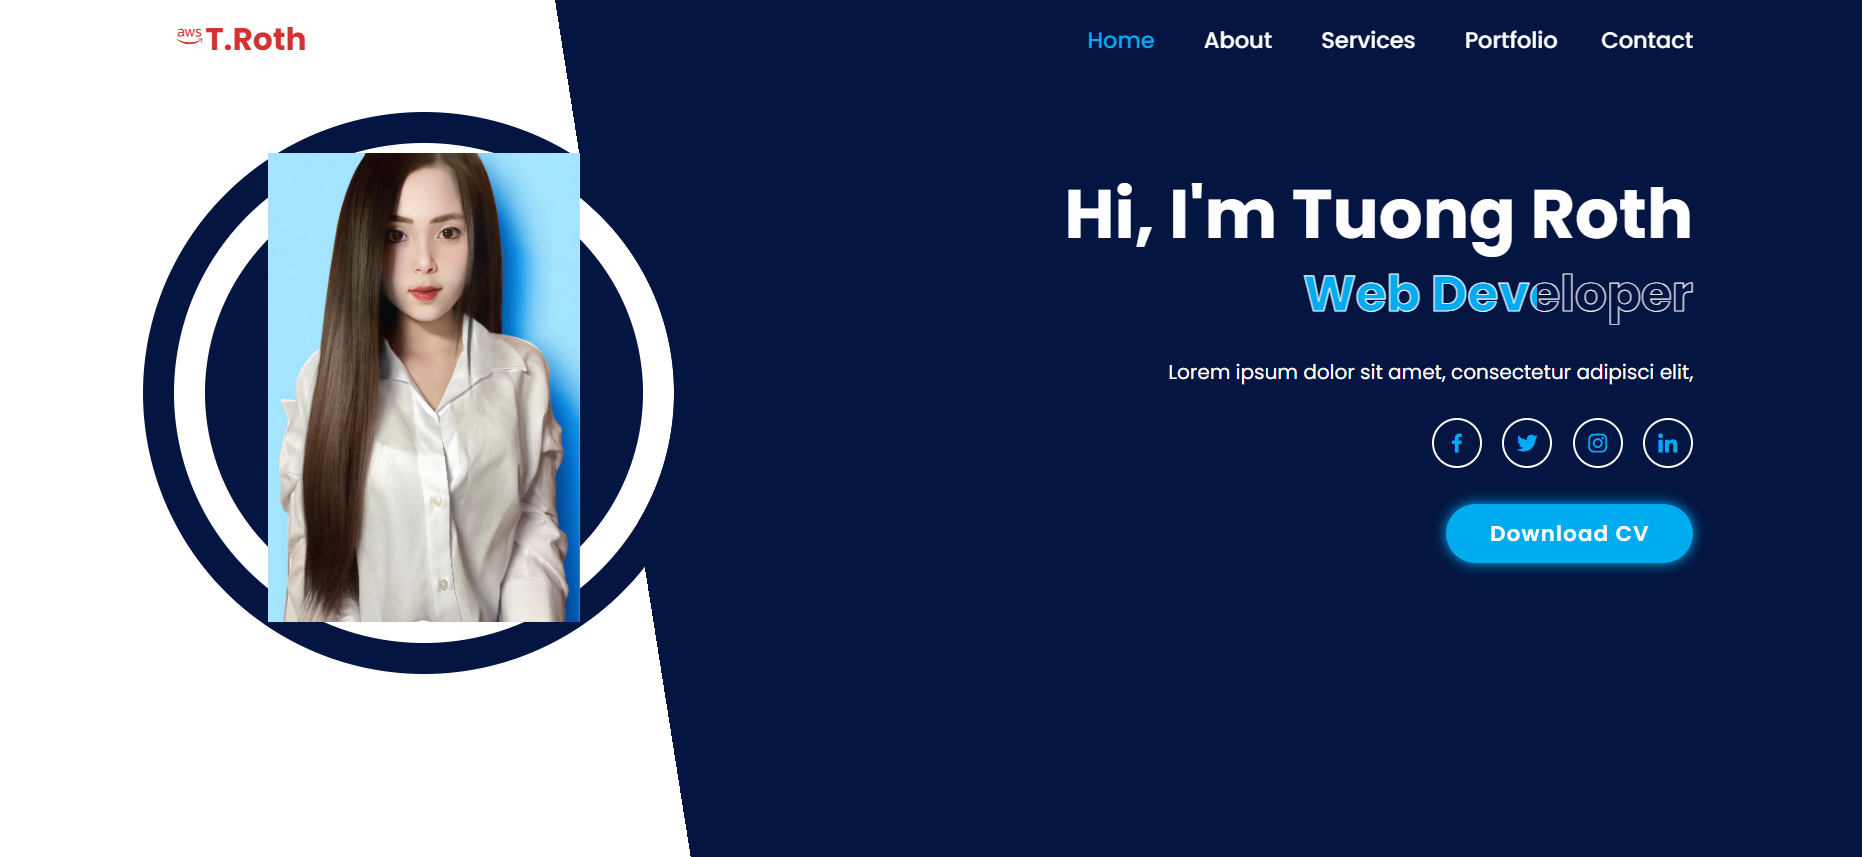 aws T.Roth
Home About Services Portfolio Contact
Hi, I'm Tuong Roth
Web Developer
Lorem ipsum dolor sit amet, consectetur adipisci elit,
Download CV